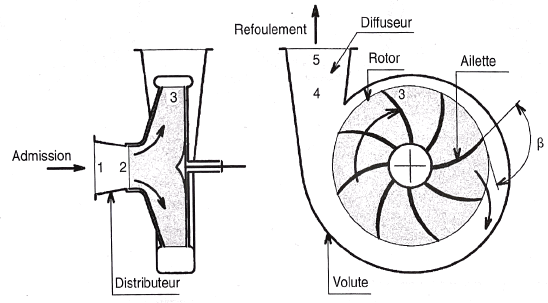 Refoulement
Diffuseur
5
Rotor
Ailette
3
4
3
Admission
1
2
β
Distributeur
Volute